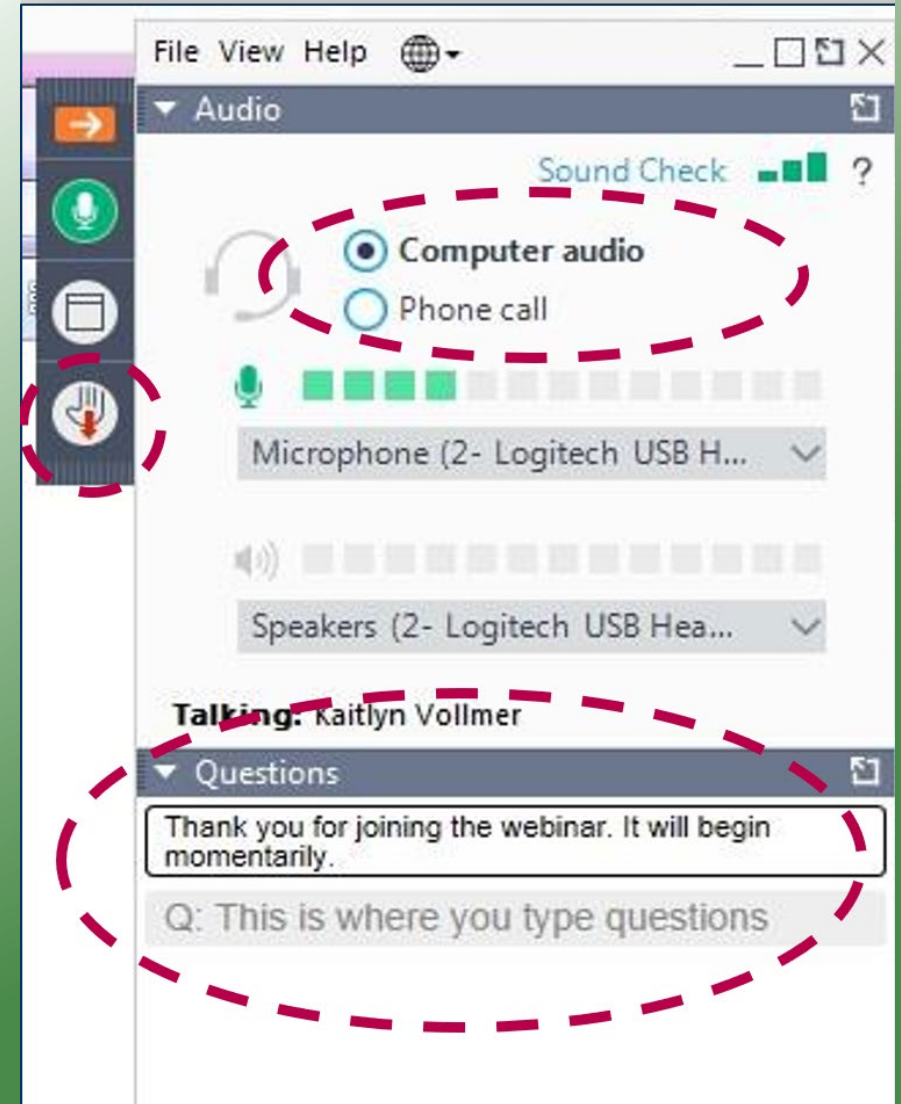 File View Help
Audio
Sound Check ?
Computer audio
Phone call
Microphone (2- Logitech USB H...
Speakers (2- Logitech USB Hea...
Talking: Kaitlyn Vollmer
Questions
Thank you for joining the webinar. It will begin
momentarily.
Q: This is where you type questions